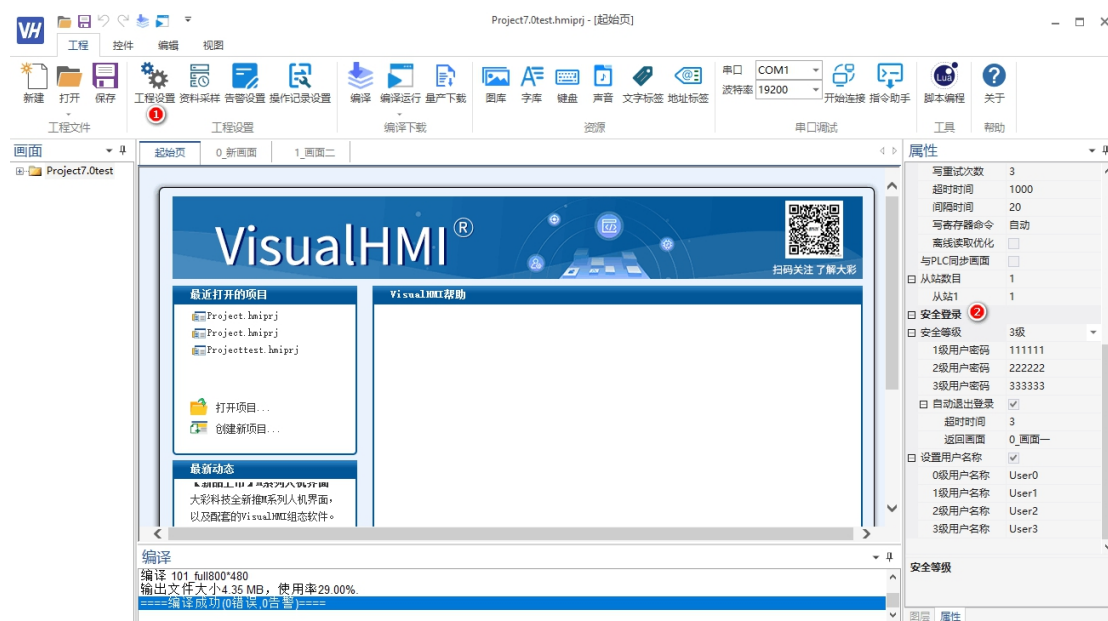 Project7.0test.hmiprj - [起始页]
工程 控件 编辑 视图
新建 打开 保存 工程设置 资料采样 告警设置 操作记录设置 编译 编译运行 量产下载 图库 字库 键盘 声音 文字标签 地址标签 串口 COM1 开始连接 指令助手 脚本编程 关于
波特率 19200
Lua
1
工程文件 工程设置 编译下载 资源 串口调试 工具 帮助
画面
Project7.0test
起始页 0_新画面 1_画面二
VisualHMI®
扫码关注 了解大彩
最近打开的项目
Project.hmiprj
Project.hmiprj
Projecttest.hmiprj
打开项目...
创建新项目...
最新动态
【新品上市】M系列人机界面
大彩科技全新推M系列人机界面，
以及配套的VisualHMI组态软件。
VisualHMI帮助
编译
编译 101_full800*480
输出文件大小4.35 MB，使用率29.00%.
====编译成功(0错误,0告警)====
属性
写重试次数 3
超时时间 1000
间隔时间 20
写寄存器命令 自动
离线读取优化
与PLC同步画面
从站数目 1
从站1 1
安全登录 2
安全等级 3级
1级用户密码 111111
2级用户密码 222222
3级用户密码 333333
自动退出登录
超时时间 3
返回画面 0_画面一
设置用户名称
0级用户名称 User0
1级用户名称 User1
2级用户名称 User2
3级用户名称 User3
安全等级
图层 属性